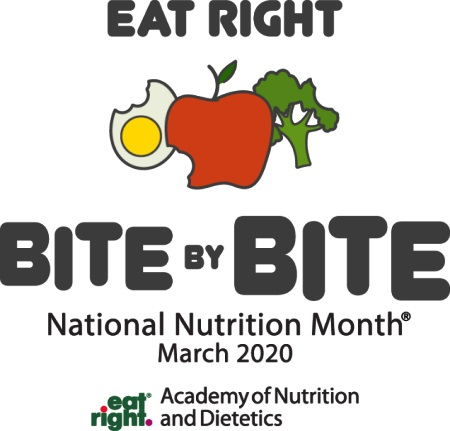 EAT RIGHT
BITE BY BITE
National Nutrition Month®
March 2020
eat®
right.
Academy of Nutrition
and Dietetics